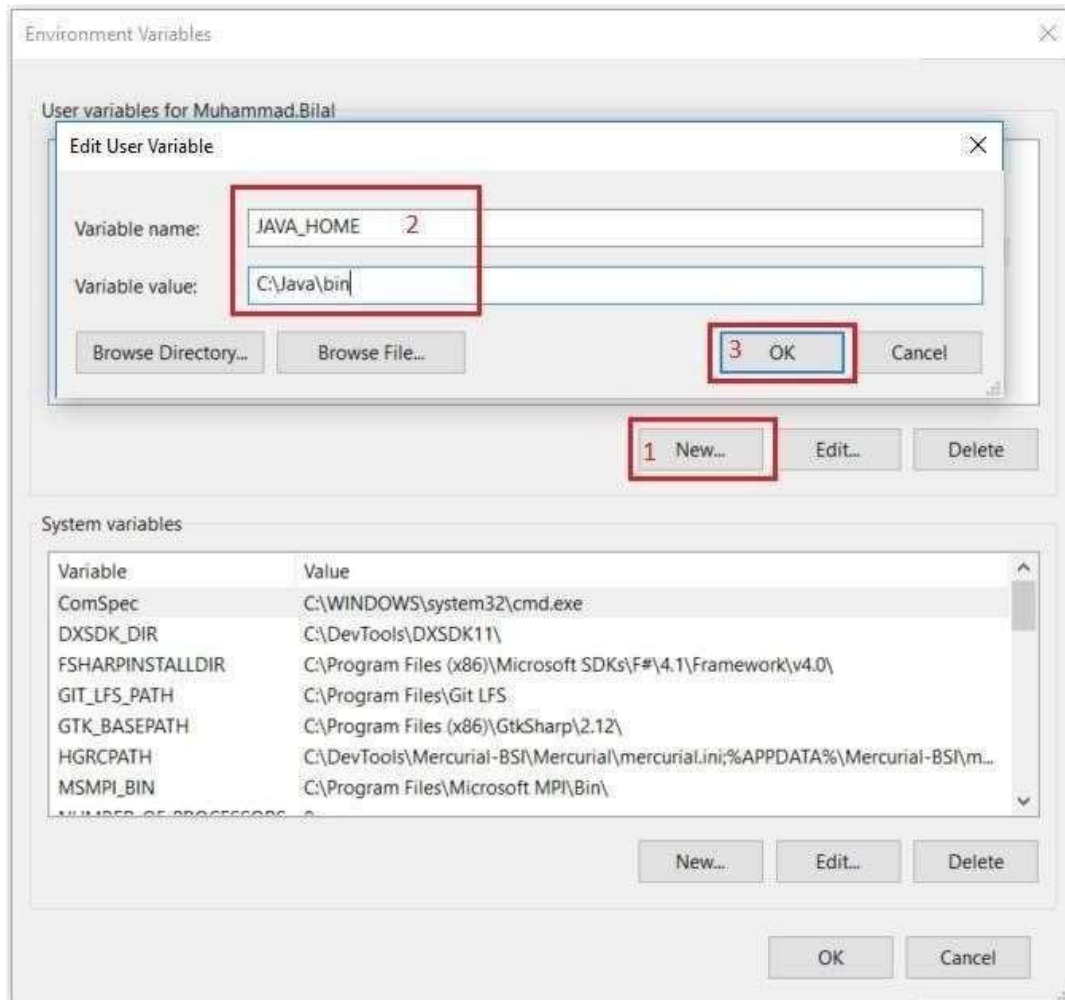 Environment Variables
User variables for Muhammad.Bilal
Edit User Variable
Variable name: JAVA_HOME 2
Variable value: C:\Java\bin
Browse Directory... Browse File... 3 OK Cancel
1 New... Edit... Delete
System variables
Variable Value
ComSpec C:\WINDOWS\system32\cmd.exe
DXSDK_DIR C:\DevTools\DXSDK11\
FSHARPINSTALLDIR C:\Program Files (x86)\Microsoft SDKs\F#\4.1\Framework\v4.0\
GIT_LFS_PATH C:\Program Files\Git LFS
GTK_BASEPATH C:\Program Files (x86)\GtkSharp\2.12\
HGRCPATH C:\DevTools\Mercurial-BSI\Mercurial\mercurial.ini;%APPDATA%\Mercurial-BSI\m...
MSMPI_BIN C:\Program Files\Microsoft MPI\Bin\
NUMBER_OF_PROCESSORS
New... Edit... Delete
OK Cancel